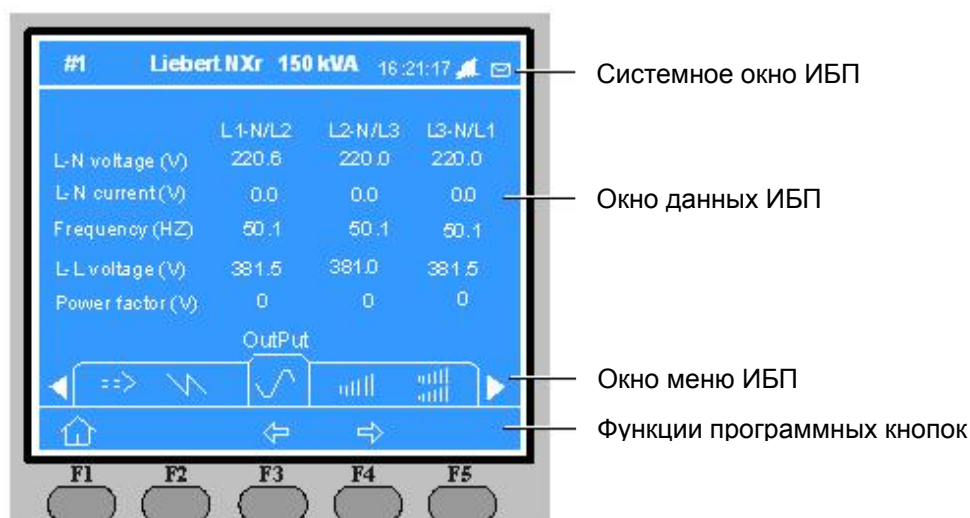 #1 Liebert NXr 150 kVA 16:21:17
Системное окно ИБП
L1-N/L2 L2-N/L3 L3-N/L1
L-N voltage (V) 220.6 220.0 220.0
L-N current (V) 0.0 0.0 0.0
Окно данных ИБП
Frequency (HZ) 50.1 50.1 50.1
L-L voltage (V) 381.5 381.0 381.5
Power factor (V) 0 0 0
OutPut
Окно меню ИБП
Функции программных кнопок
F1 F2 F3 F4 F5